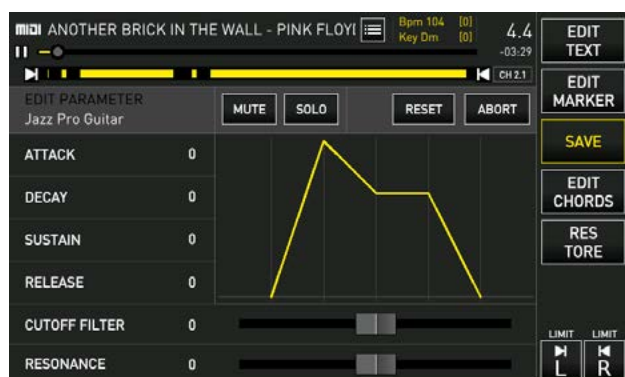 MIDI ANOTHER BRICK IN THE WALL - PINK FLOYI
Bpm 104 [0]
Key Dm [0]
4.4
-03:29
CH 2.1
EDIT PARAMETER
Jazz Pro Guitar
MUTE
SOLO
RESET
ABORT
ATTACK 0
DECAY 0
SUSTAIN 0
RELEASE 0
CUTOFF FILTER 0
RESONANCE 0
EDIT
TEXT
EDIT
MARKER
SAVE
EDIT
CHORDS
RES
TORE
LIMIT LIMIT
L R